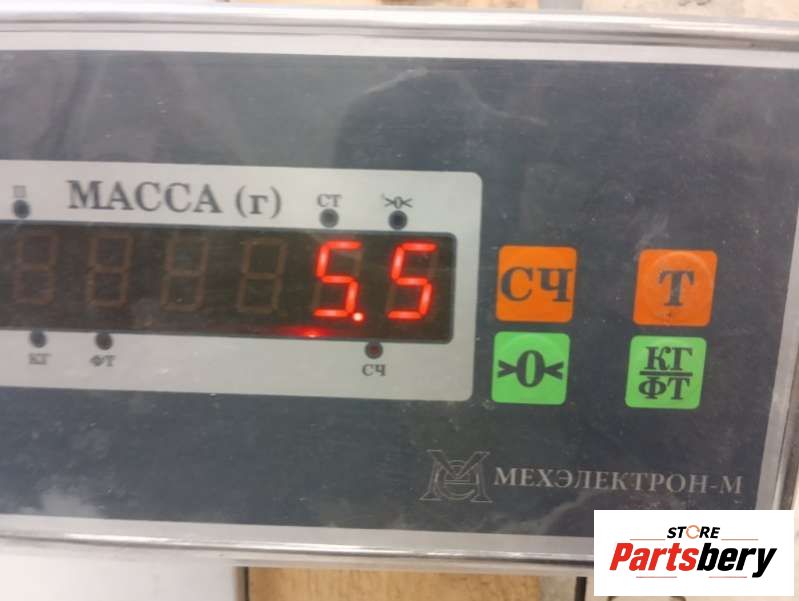 П
МАССА (г)
СТ
>0<
5.5
КГ
ФТ
СЧ
СЧ
Т
>0<
КГ
ФТ
МЕХЭЛЕКТРОН-М
STORE
Partsbery